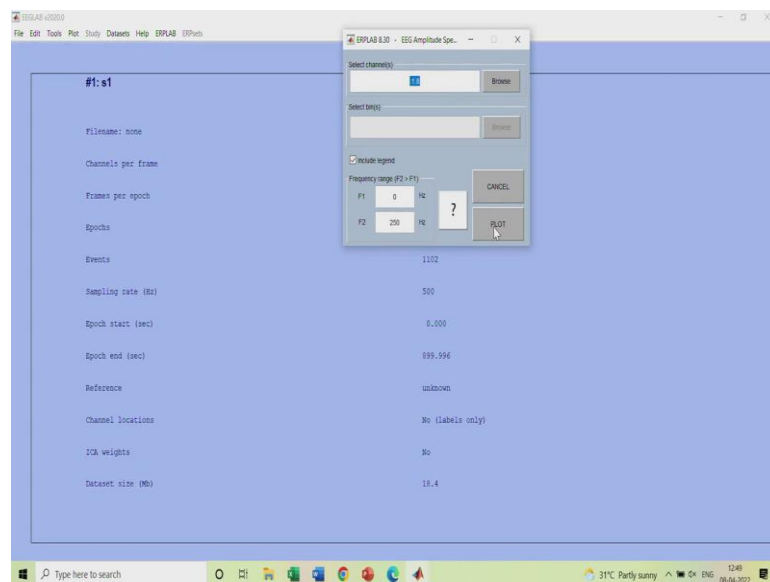 EEGLAB v2020.0
File Edit Tools Plot Study Datasets Help ERPLAB ERPsets
#1: s1
Filename: none
Channels per frame
Frames per epoch
Epochs
Events 1102
Sampling rate (Hz) 500
Epoch start (sec) 0.000
Epoch end (sec) 899.996
Reference unknown
Channel locations No (labels only)
ICA weights No
Dataset size (Mb) 18.4
ERPLAB 8.30 - EEG Amplitude Spe...
Select channel(s)
Browse
Select bin(s)
Browse
Include legend
Frequency range (F2 > F1)
F1 0 Hz
F2 250 Hz
?
CANCEL
PLOT
Type here to search
31°C Partly sunny ENG 12:49
08-04-2022